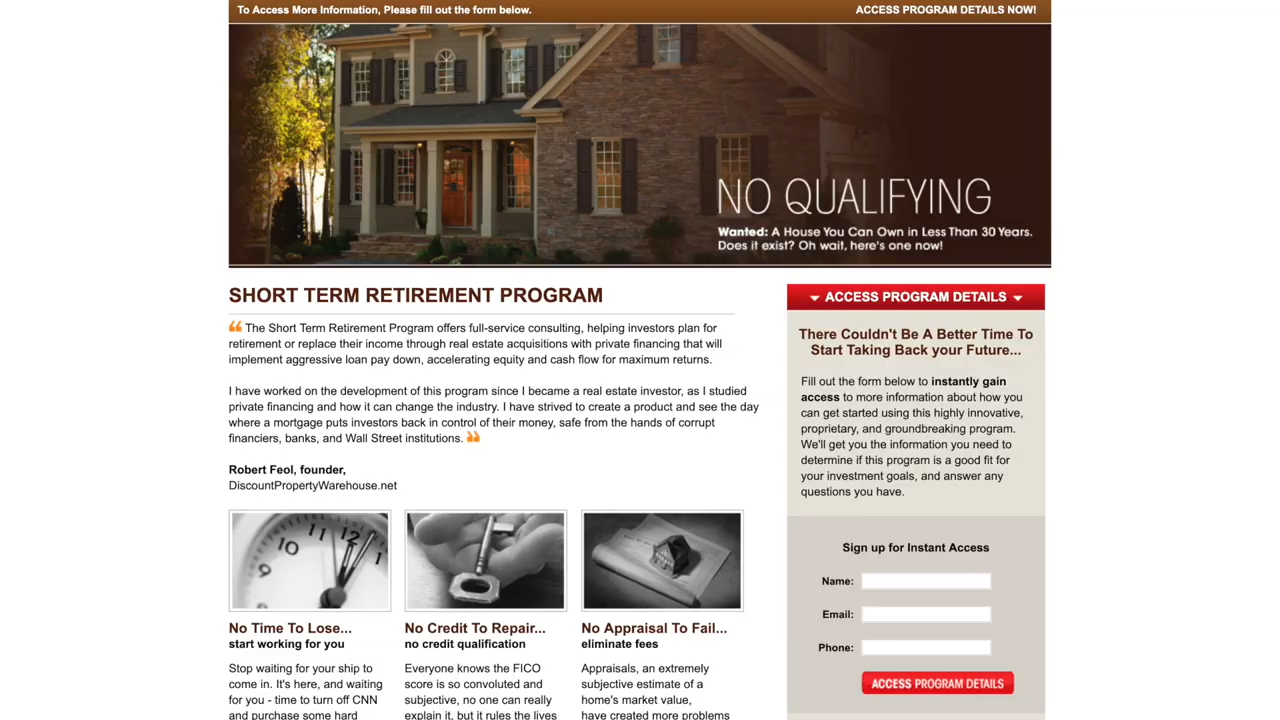 To Access More Information, Please fill out the form below.
ACCESS PROGRAM DETAILS NOW!
NO QUALIFYING
Wanted: A House You Can Own in Less Than 30 Years.
Does it exist? Oh wait, here's one now!
SHORT TERM RETIREMENT PROGRAM
“ The Short Term Retirement Program offers full-service consulting, helping investors plan for
retirement or replace their income through real estate acquisitions with private financing that will
implement aggressive loan pay down, accelerating equity and cash flow for maximum returns.
I have worked on the development of this program since I became a real estate investor, as I studied
private financing and how it can change the industry. I have strived to create a product and see the day
where a mortgage puts investors back in control of their money, safe from the hands of corrupt
financiers, banks, and Wall Street institutions. ”
Robert Feol, founder,
DiscountPropertyWarehouse.net
9
10
11
12
1
No Time To Lose...
start working for you
Stop waiting for your ship to
come in. It's here, and waiting
for you - time to turn off CNN
and purchase some hard
No Credit To Repair...
no credit qualification
Everyone knows the FICO
score is so convoluted and
subjective, no one can really
explain it, but it rules the lives
No Appraisal To Fail...
eliminate fees
Appraisals, an extremely
subjective estimate of a
home's market value,
have created more problems
ACCESS PROGRAM DETAILS
There Couldn't Be A Better Time To
Start Taking Back your Future...
Fill out the form below to instantly gain
access to more information about how you
can get started using this highly innovative,
proprietary, and groundbreaking program.
We'll get you the information you need to
determine if this program is a good fit for
your investment goals, and answer any
questions you have.
Sign up for Instant Access
Name:
Email:
Phone:
ACCESS PROGRAM DETAILS